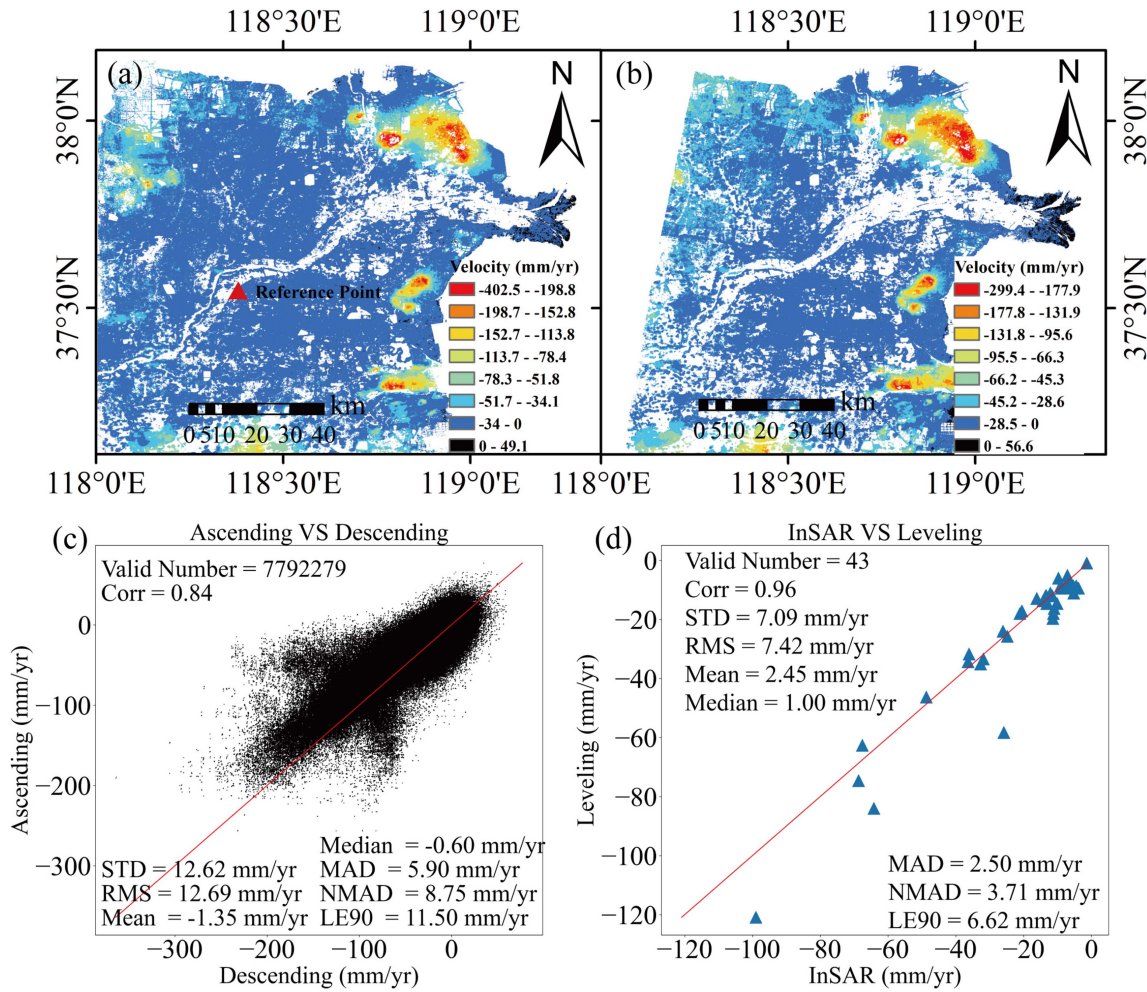 118°30'E 119°0'E 118°30'E 119°0'E
(a) N (b) N
38°0'N 38°0'N
37°30'N 37°30'N
Reference Point
Velocity (mm/yr)
-402.5 - -198.8
-198.7 - -152.8
-152.7 - -113.8
-113.7 - -78.4
-78.3 - -51.8
-51.7 - -34.1
-34 - 0
0 - 49.1
km
0 5 10 20 30 40
Velocity (mm/yr)
-299.4 - -177.9
-177.8 - -131.9
-131.8 - -95.6
-95.5 - -66.3
-66.2 - -45.3
-45.2 - -28.6
-28.5 - 0
0 - 56.6
km
0 5 10 20 30 40
118°0'E 118°30'E 119°0'E 118°0'E 118°30'E 119°0'E
(c) Ascending VS Descending
Valid Number = 7792279
Corr = 0.84
0
−100
−200
−300
Ascending (mm/yr)
Median = -0.60 mm/yr
STD = 12.62 mm/yr MAD = 5.90 mm/yr
RMS = 12.69 mm/yr NMAD = 8.75 mm/yr
Mean = -1.35 mm/yr LE90 = 11.50 mm/yr
−300 −200 −100 0
Descending (mm/yr)
(d) InSAR VS Leveling
Valid Number = 43
Corr = 0.96
STD = 7.09 mm/yr
RMS = 7.42 mm/yr
Mean = 2.45 mm/yr
Median = 1.00 mm/yr
0
−20
−40
−60
−80
−100
−120
Leveling (mm/yr)
MAD = 2.50 mm/yr
NMAD = 3.71 mm/yr
LE90 = 6.62 mm/yr
−120 −100 −80 −60 −40 −20 0
InSAR (mm/yr)